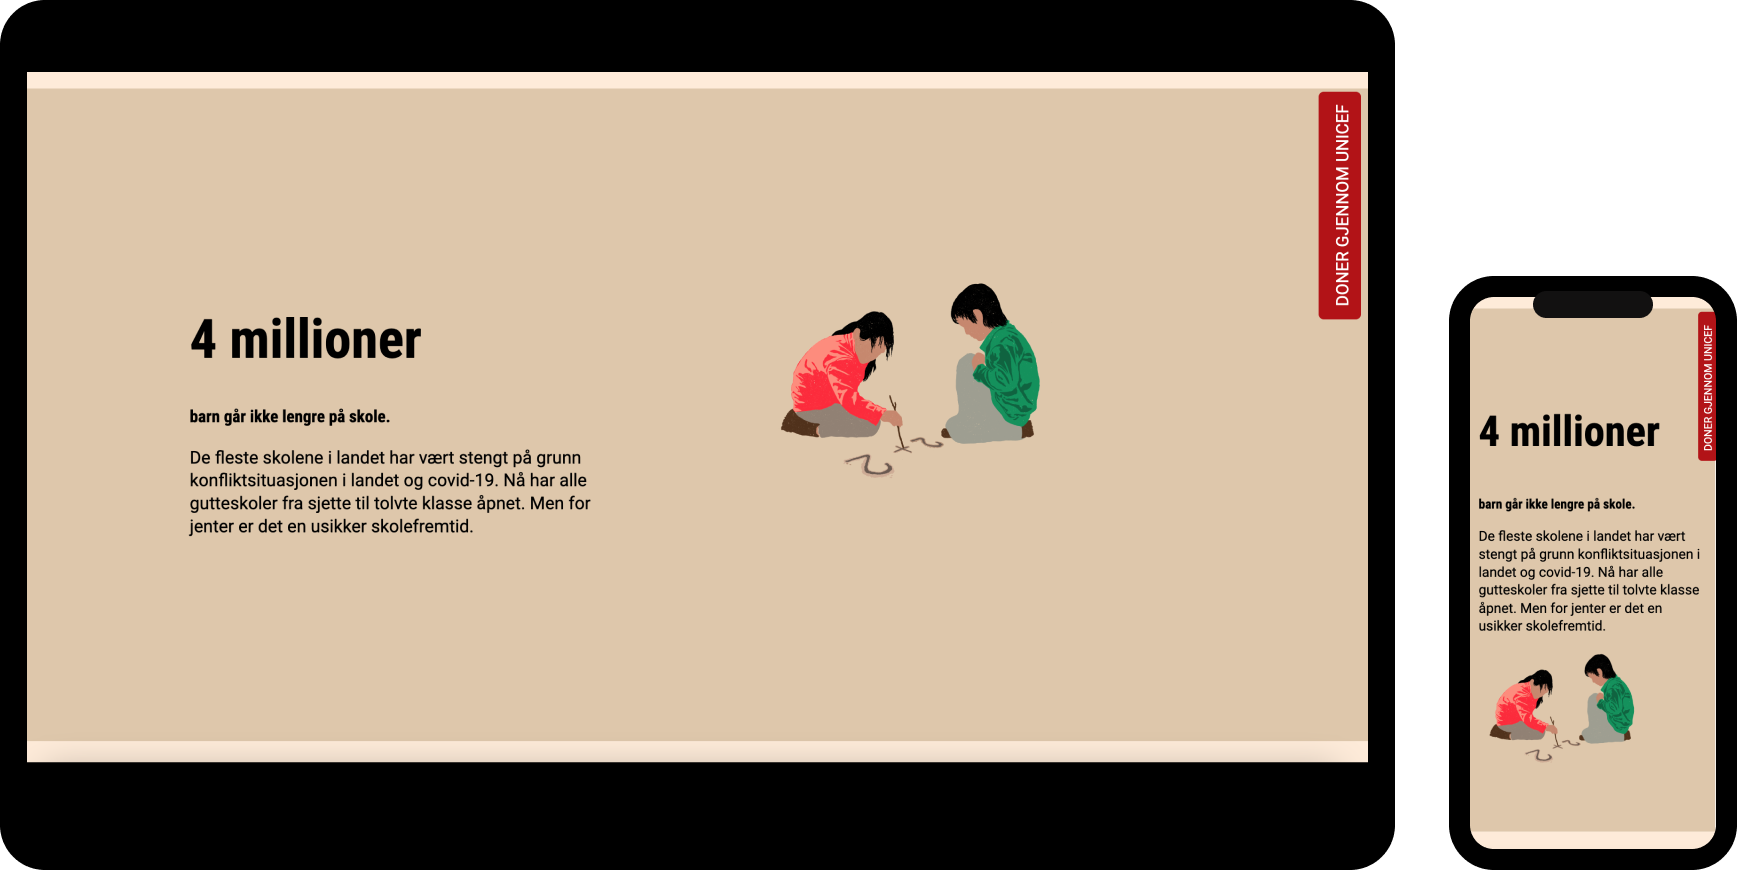 DONER GJENNOM UNICEF
4 millioner
barn går ikke lengre på skole.
De fleste skolene i landet har vært stengt på grunn
konfliktsituasjonen i landet og covid-19. Nå har alle
gutteskoler fra sjette til tolvte klasse åpnet. Men for
jenter er det en usikker skolefremtid.
DONER GJENNOM UNICEF
4 millioner
barn går ikke lengre på skole.
De fleste skolene i landet har vært
stengt på grunn konfliktsituasjonen i
landet og covid-19. Nå har alle
gutteskoler fra sjette til tolvte klasse
åpnet. Men for jenter er det en
usikker skolefremtid.